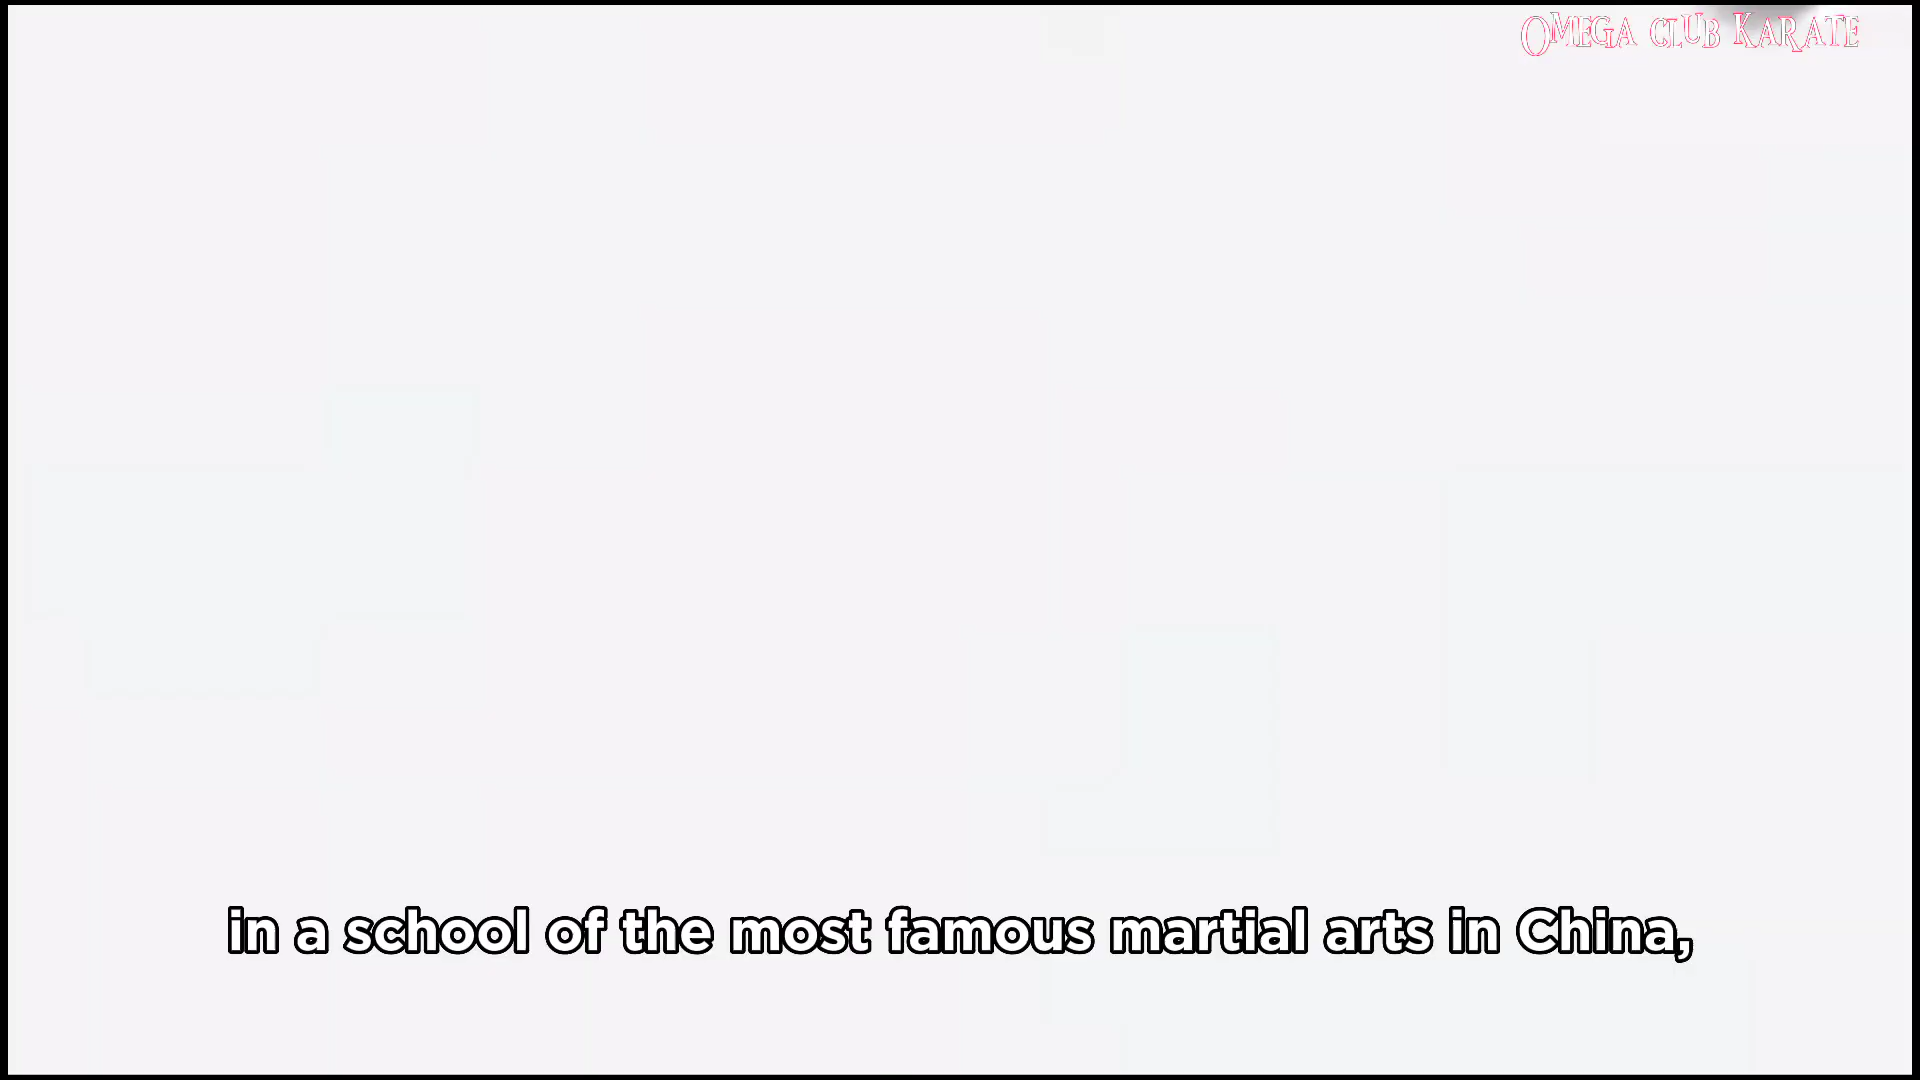 Omega club Karate
in a school of the most famous martial arts in China,